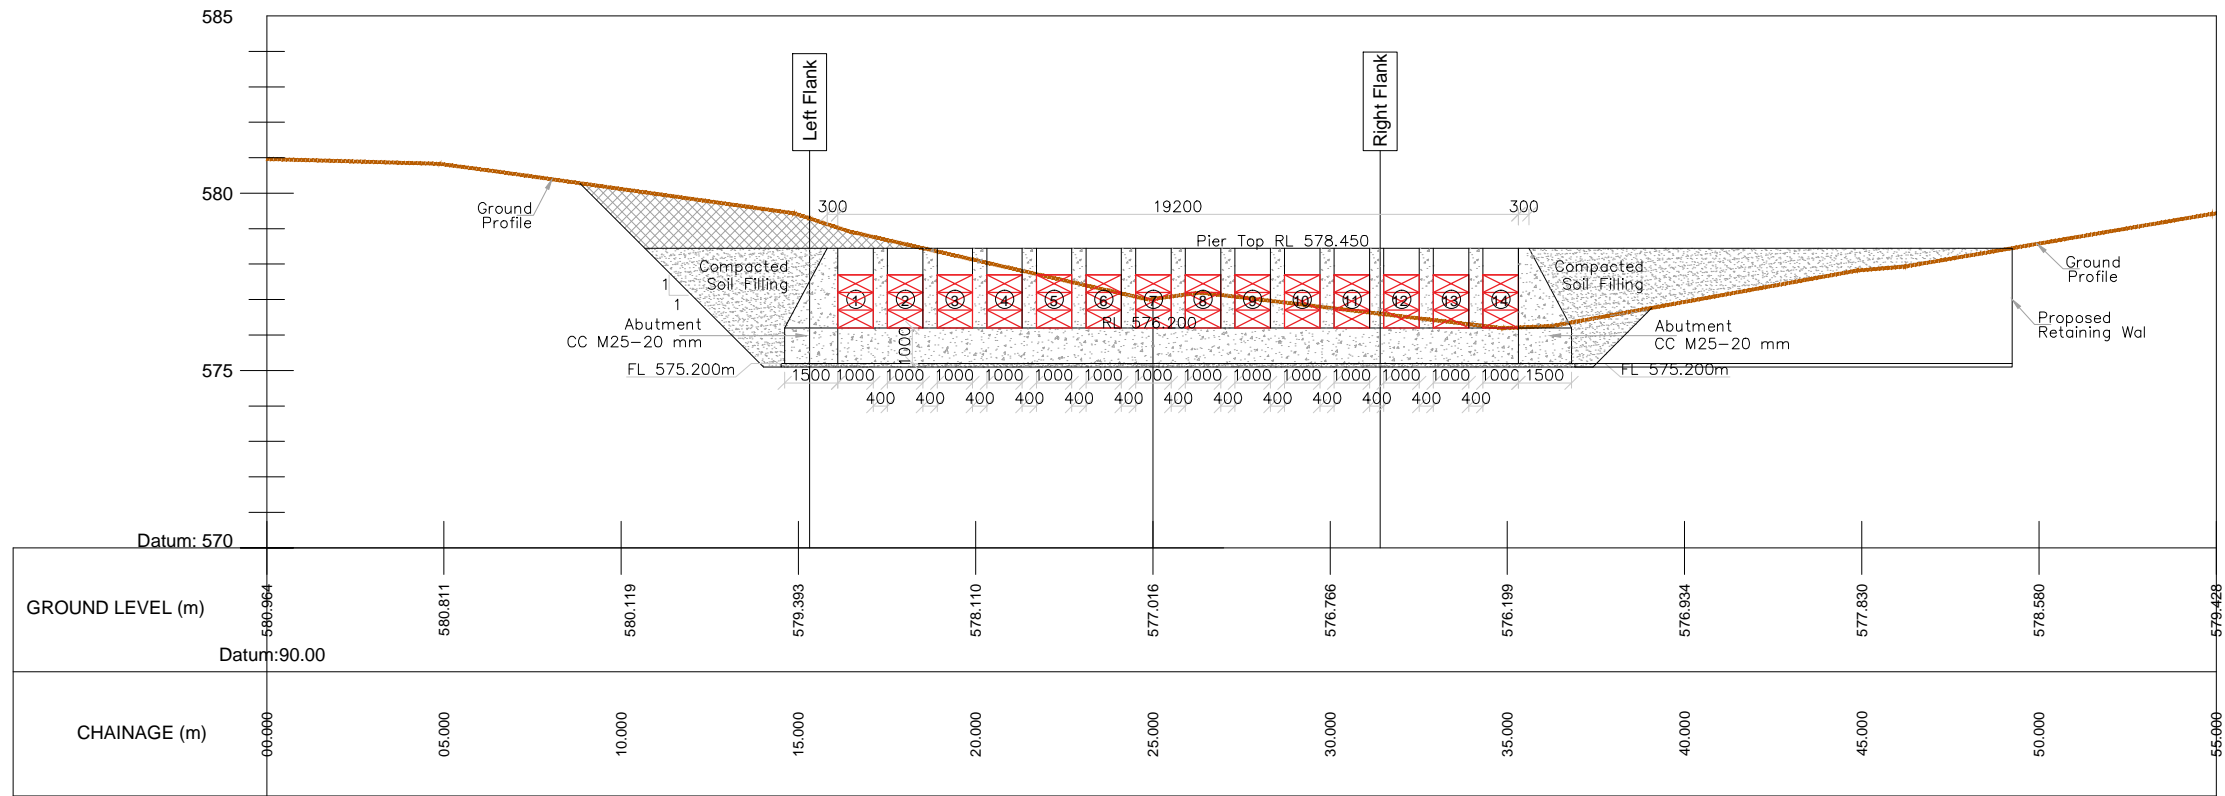 585
Left Flank
Right Flank
580
Ground
Profile
300
19200
300
Pier Top RL 578.450
Compacted
Soil Filling
Compacted
Soil Filling
Ground
Profile
1
1
1 2 3 4 5 6 7 8 9 10 11 12 13 14
Abutment
CC M25-20 mm
RL 576.200
1000
Abutment
CC M25-20 mm
Proposed
Retaining Wal
575
FL 575.200m
FL 575.200m
1500 1000 1000 1000 1000 1000 1000 1000 1000 1000 1000 1000 1000 1000 1000 1500
400 400 400 400 400 400 400 400 400 400 400 400 400
Datum: 570
GROUND LEVEL (m)
580.964 580.811 580.119 579.393 578.110 577.016 576.768 576.199 576.934 577.830 578.580 579.428
Datum:90.00
CHAINAGE (m)
00.000 05.000 10.000 15.000 20.000 25.000 30.000 35.000 40.000 45.000 50.000 55.000